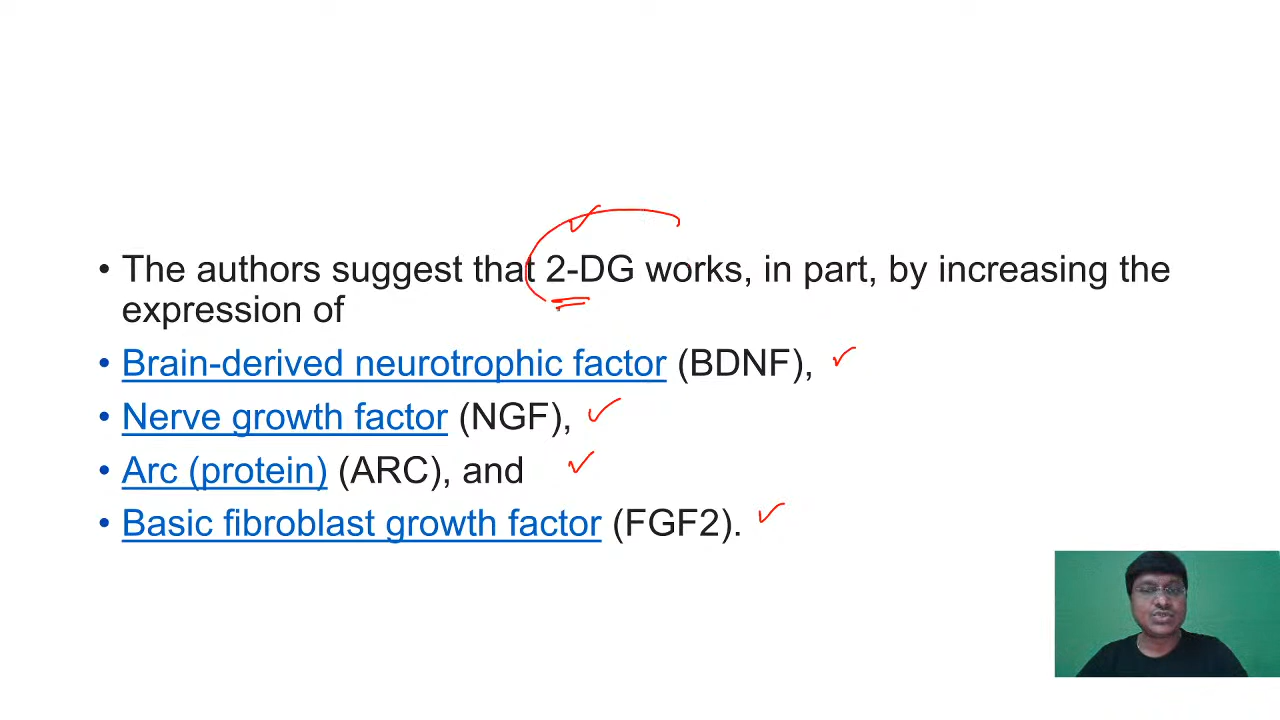 • The authors suggest that 2-DG works, in part, by increasing the
expression of
• Brain-derived neurotrophic factor (BDNF),
• Nerve growth factor (NGF),
• Arc (protein) (ARC), and
• Basic fibroblast growth factor (FGF2).